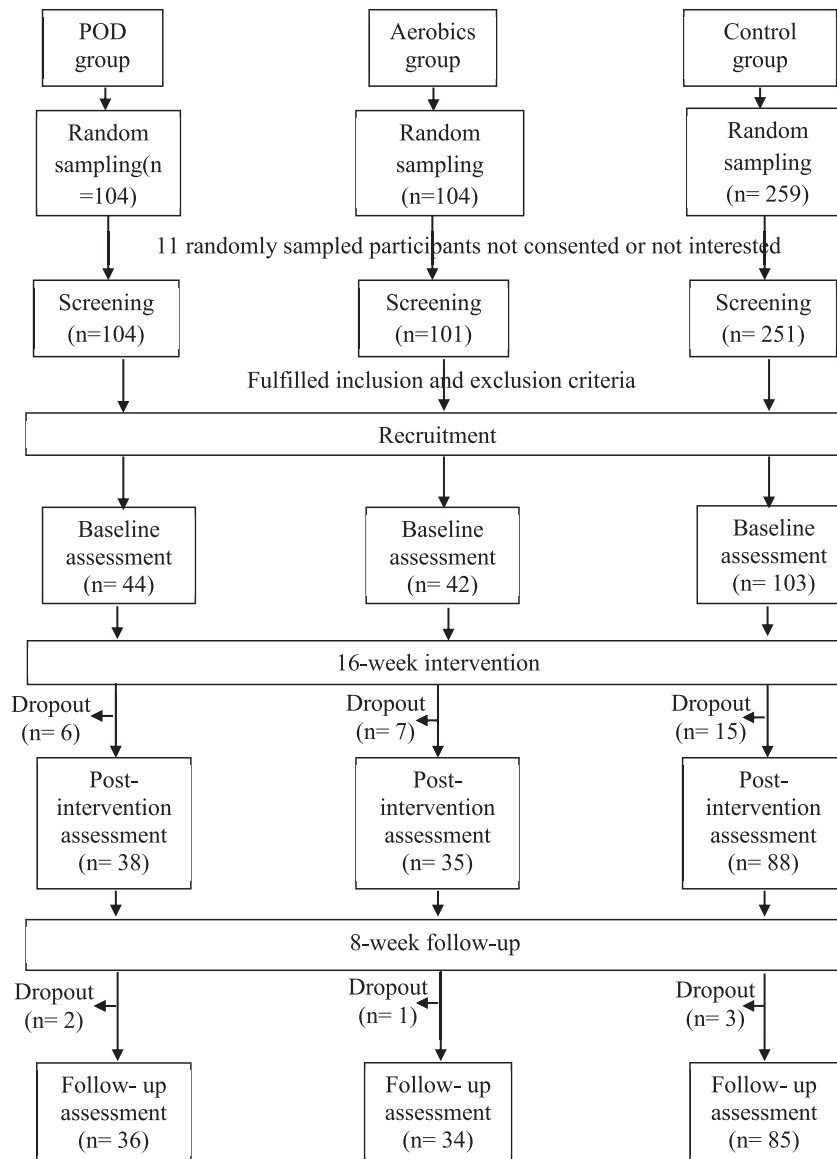 POD
group
Aerobics
group
Control
group
Random
sampling(n
=104)
Random
sampling
(n=104)
Random
sampling
(n= 259)
11 randomly sampled participants not consented or not interested
Screening
(n=104)
Screening
(n=101)
Screening
(n= 251)
Fulfilled inclusion and exclusion criteria
Recruitment
Baseline
assessment
(n= 44)
Baseline
assessment
(n= 42)
Baseline
assessment
(n= 103)
16-week intervention
Dropout
(n= 6)
Dropout
(n= 7)
Dropout
(n= 15)
Post-
intervention
assessment
(n= 38)
Post-
intervention
assessment
(n= 35)
Post-
intervention
assessment
(n= 88)
8-week follow-up
Dropout
(n= 2)
Dropout
(n= 1)
Dropout
(n= 3)
Follow- up
assessment
(n= 36)
Follow- up
assessment
(n= 34)
Follow- up
assessment
(n= 85)